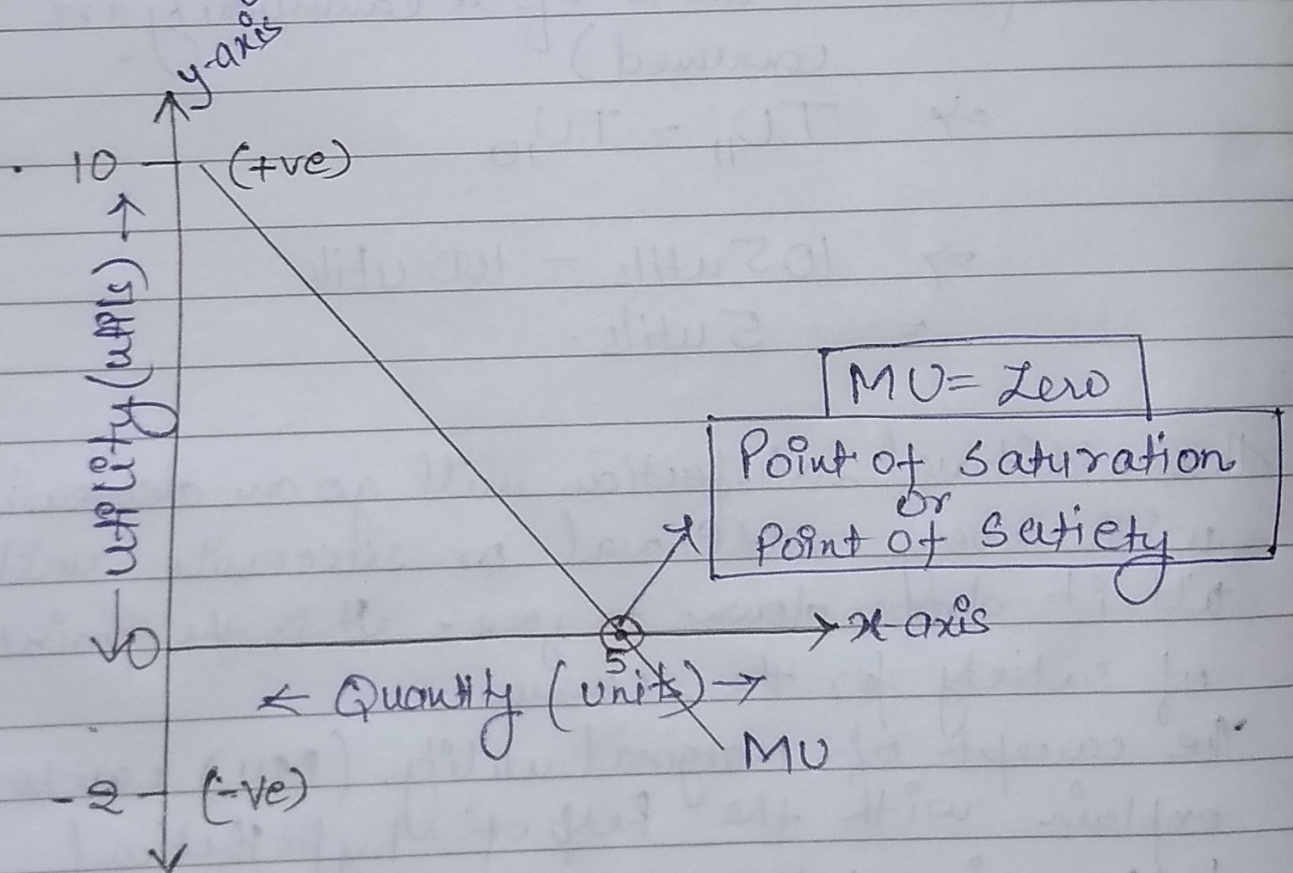 y-axis
10 (+ve)
utility (utils) →
MU= Zero
Point of Saturation
or
Point of Satiety
0
x-axis
5
← Quantity (units) →
MU
-2 (-ve)